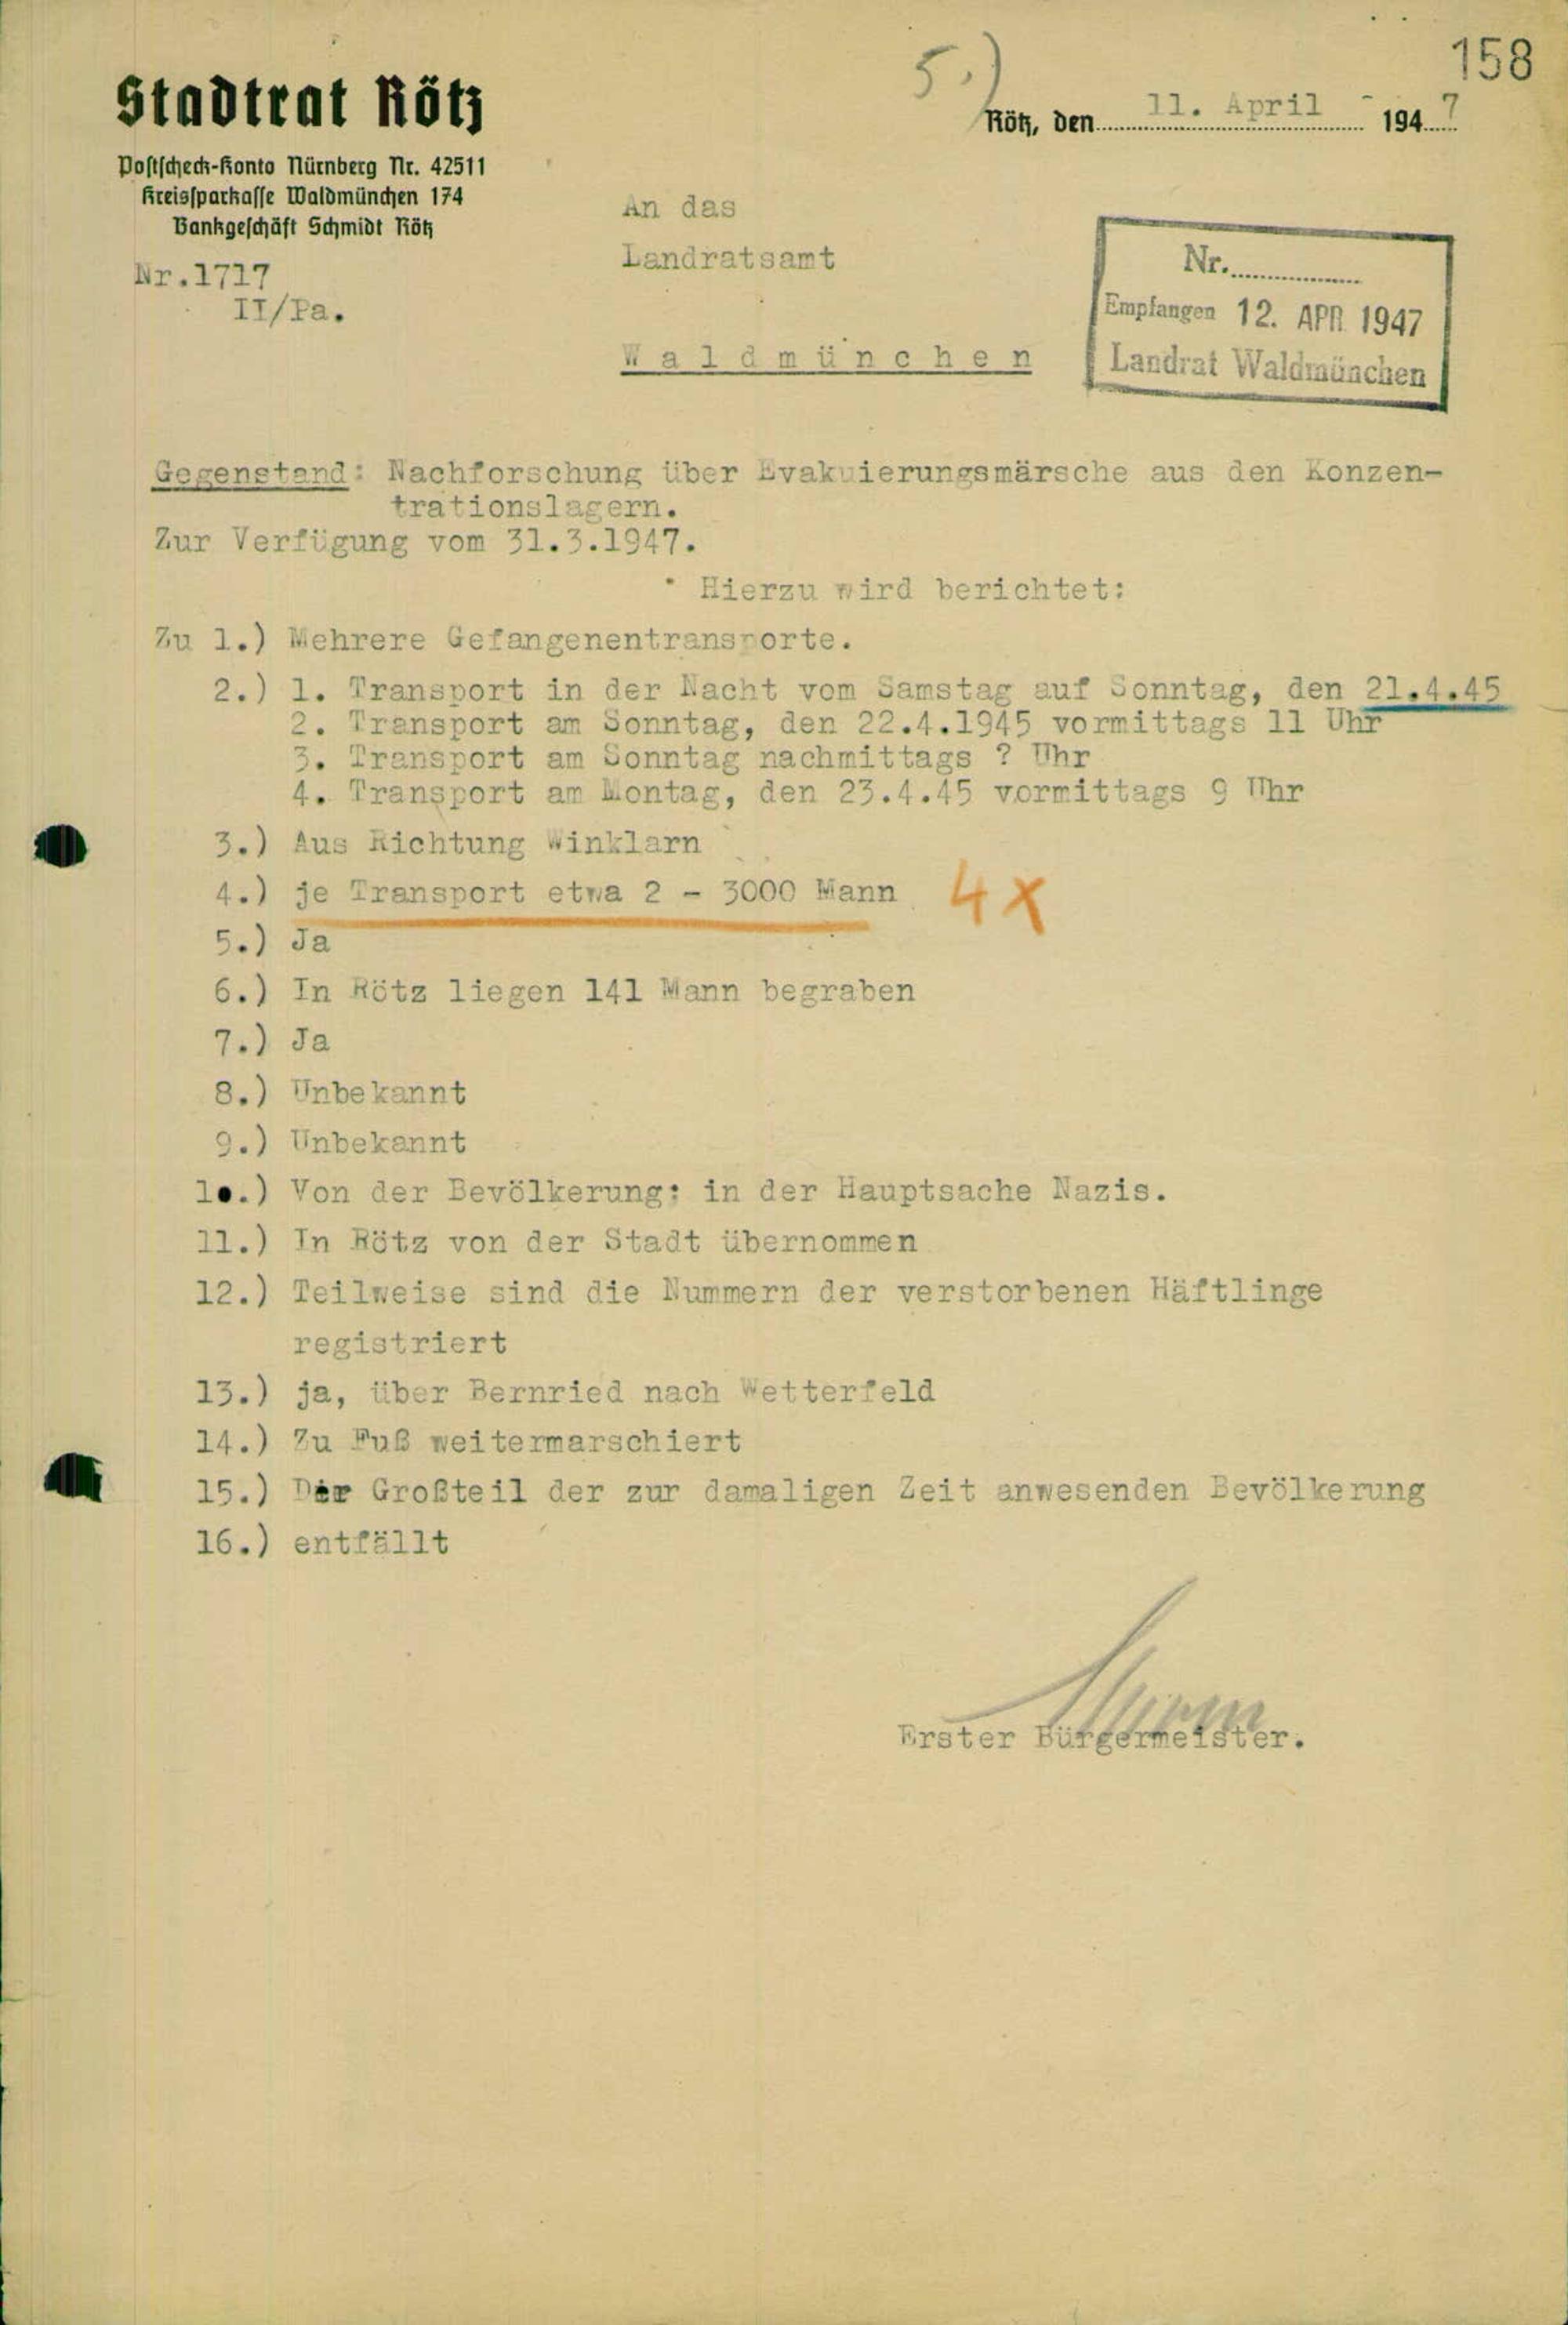 5.)
158
Stadtrat Rötz
Rötz, den 11. April 1947
Postscheck-Konto Nürnberg Nr. 42511
Kreissparkasse Waldmünchen 174
Bankgeschäft Schmidt Rötz
Nr.1717
II/Pa.
An das
Landratsamt
Waldmünchen
Nr.
Empfangen 12. APR. 1947
Landrat Waldmünchen
Gegenstand: Nachforschung über Evakuierungsmärsche aus den Konzen-
trationslagern.
Zur Verfügung vom 31.3.1947.
Hierzu wird berichtet:
Zu 1.) Mehrere Gefangenentransporte.
2.) 1. Transport in der Nacht vom Samstag auf Sonntag, den 21.4.45
2. Transport am Sonntag, den 22.4.1945 vormittags 11 Uhr
3. Transport am Sonntag nachmittags ? Uhr
4. Transport am Montag, den 23.4.45 vormittags 9 Uhr
3.) Aus Richtung Winklarn
4.) je Transport etwa 2 - 3000 Mann 4 x
5.) Ja
6.) In Rötz liegen 141 Mann begraben
7.) Ja
8.) Unbekannt
9.) Unbekannt
10.) Von der Bevölkerung: in der Hauptsache Nazis.
11.) In Rötz von der Stadt übernommen
12.) Teilweise sind die Nummern der verstorbenen Häftlinge
registriert
13.) ja, über Bernried nach Wetterfeld
14.) Zu Fuß weitermarschiert
15.) Der Großteil der zur damaligen Zeit anwesenden Bevölkerung
16.) entfällt
Erster Bürgermeister.